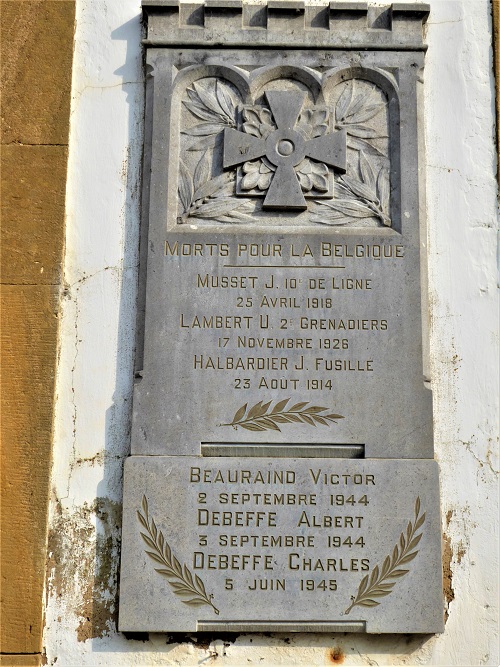 MORTS POUR LA BELGIQUE
MUSSET J. 10E DE LIGNE
25 AVRIL 1918
LAMBERT U. 2E GRENADIERS
17 NOVEMBRE 1926
HALBARDIER J. FUSILLE
23 AOUT 1914
BEAURAIND VICTOR
2 SEPTEMBRE 1944
DEBEFFE ALBERT
3 SEPTEMBRE 1944
DEBEFFE CHARLES
5 JUIN 1945